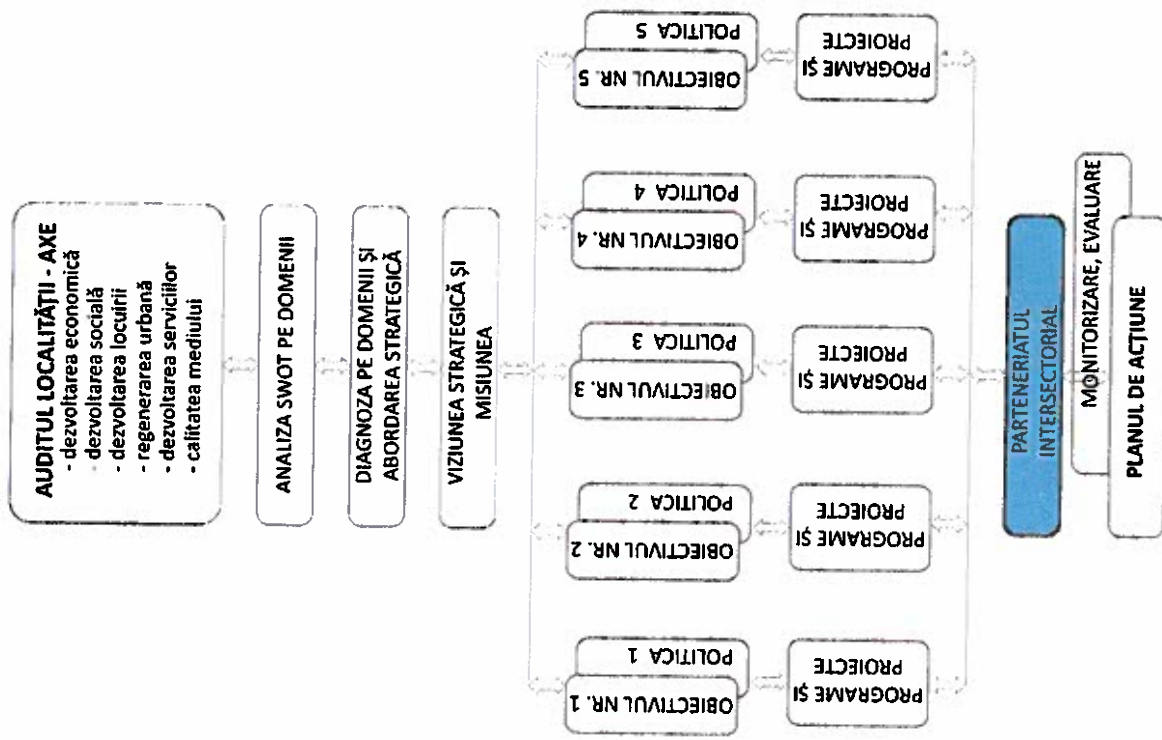 AUDITUL LOCALITĂȚII - AXE
- dezvoltarea economică
- dezvoltarea socială
- dezvoltarea locuirii
- regenerarea urbană
- dezvoltarea serviciilor
- calitatea mediului
ANALIZA SWOT PE DOMENII
DIAGNOZA PE DOMENII ȘI
ABORDAREA STRATEGICĂ
VIZIUNEA STRATEGICĂ ȘI
MISIUNEA
OBIECTIVUL NR. 1
POLITICA 1
PROGRAME ȘI
PROIECTE
OBIECTIVUL NR. 2
POLITICA 2
PROGRAME ȘI
PROIECTE
OBIECTIVUL NR. 3
POLITICA 3
PROGRAME ȘI
PROIECTE
OBIECTIVUL NR. 4
POLITICA 4
PROGRAME ȘI
PROIECTE
OBIECTIVUL NR. 5
POLITICA 5
PROGRAME ȘI
PROIECTE
PARTENERIATUL
INTERSECTORIAL
MONITORIZARE, EVALUARE
PLANUL DE ACȚIUNE